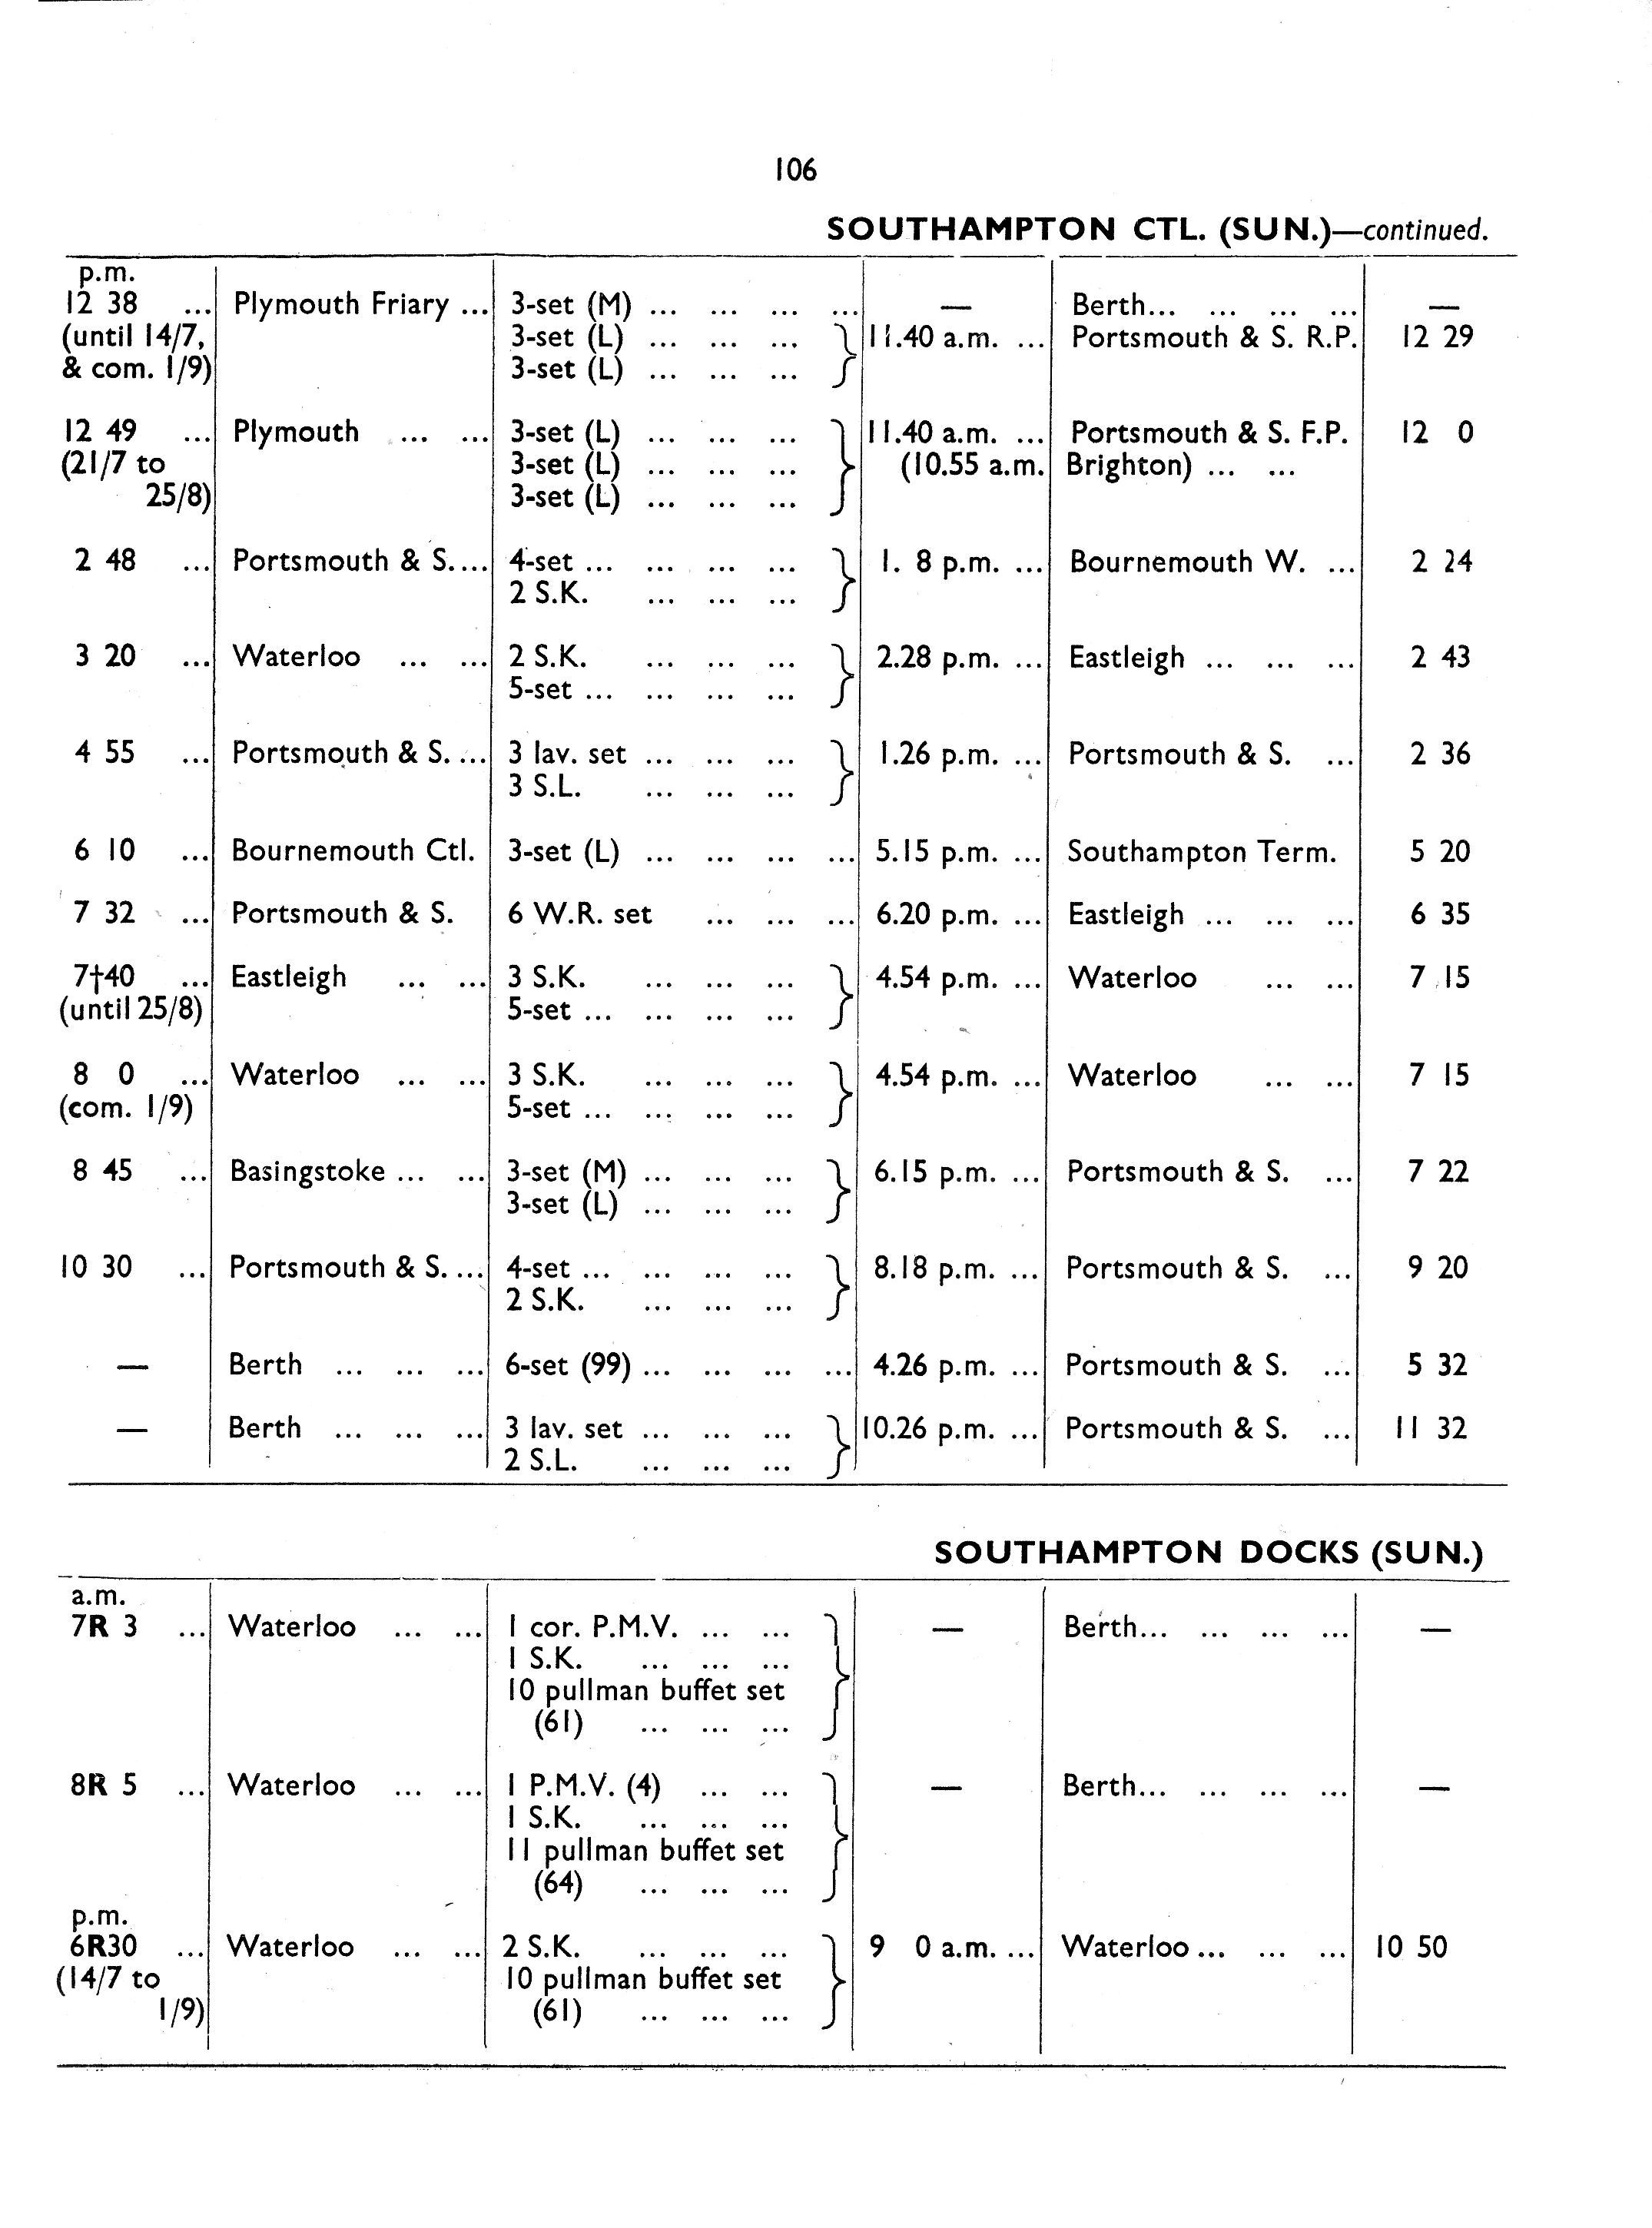 106
SOUTHAMPTON CTL. (SUN.)—continued.
p.m.
12 38 ... Plymouth Friary ... 3-set (M) ... ... ... ... — Berth... ... ... ... —
(until 14/7, 3-set (L) ... ... ... } 11.40 a.m. ... Portsmouth & S. R.P. 12 29
& com. 1/9) 3-set (L) ... ... ...
12 49 ... Plymouth ... ... 3-set (L) ... ... ... } 11.40 a.m. ... Portsmouth & S. F.P. 12 0
(21/7 to 3-set (L) ... ... ... (10.55 a.m. Brighton) ... ...
25/8) 3-set (L) ... ... ...
2 48 ... Portsmouth & S.... 4-set ... ... ... ... } 1. 8 p.m. ... Bournemouth W. ... 2 24
2 S.K. ... ... ...
3 20 ... Waterloo ... ... 2 S.K. ... ... ... } 2.28 p.m. ... Eastleigh ... ... ... 2 43
5-set ... ... ... ...
4 55 ... Portsmouth & S. ... 3 lav. set ... ... ... } 1.26 p.m. ... Portsmouth & S. ... 2 36
3 S.L. ... ... ...
6 10 ... Bournemouth Ctl. 3-set (L) ... ... ... ... 5.15 p.m. ... Southampton Term. 5 20
7 32 ... Portsmouth & S. 6 W.R. set ... ... ... 6.20 p.m. ... Eastleigh ... ... ... 6 35
7†40 ... Eastleigh ... ... 3 S.K. ... ... ... } 4.54 p.m. ... Waterloo ... ... 7 15
(until 25/8) 5-set ... ... ... ...
8 0 ... Waterloo ... ... 3 S.K. ... ... ... } 4.54 p.m. ... Waterloo ... ... 7 15
(com. 1/9) 5-set ... ... ... ...
8 45 ... Basingstoke ... ... 3-set (M) ... ... ... } 6.15 p.m. ... Portsmouth & S. ... 7 22
3-set (L) ... ... ...
10 30 ... Portsmouth & S. ... 4-set ... ... ... ... } 8.18 p.m. ... Portsmouth & S. ... 9 20
2 S.K. ... ... ...
— Berth ... ... ... 6-set (99) ... ... ... ... 4.26 p.m. ... Portsmouth & S. ... 5 32
— Berth ... ... ... 3 lav. set ... ... ... } 10.26 p.m. ... Portsmouth & S. ... 11 32
2 S.L. ... ... ...
SOUTHAMPTON DOCKS (SUN.)
a.m.
7R 3 ... Waterloo ... ... 1 cor. P.M.V. ... ... } — Berth... ... ... ... —
1 S.K. ... ... ...
10 pullman buffet set
(61) ... ... ...
8R 5 ... Waterloo ... ... 1 P.M.V. (4) ... ... } — Berth... ... ... ... —
1 S.K. ... ... ...
11 pullman buffet set
(64) ... ... ...
p.m.
6R30 ... Waterloo ... ... 2 S.K. ... ... ... } 9 0 a.m. ... Waterloo ... ... ... 10 50
(14/7 to 10 pullman buffet set
1/9) (61) ... ... ...